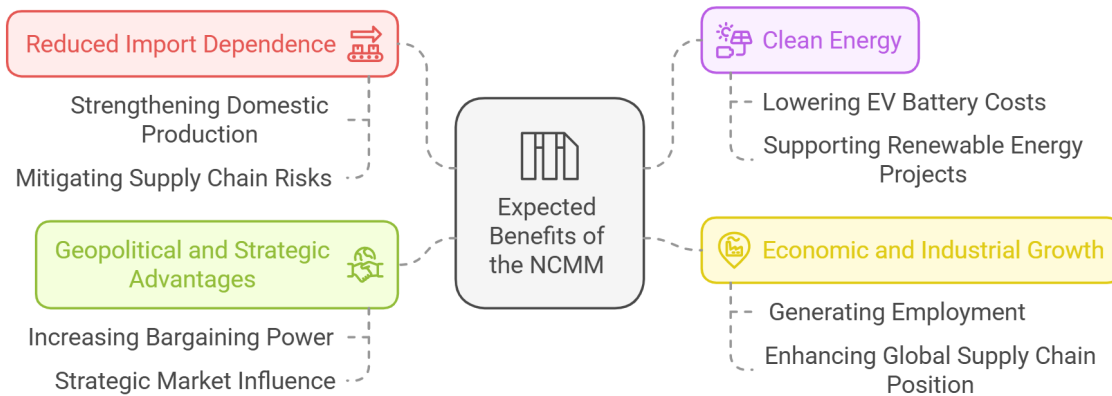 Reduced Import Dependence
Strengthening Domestic
Production
Mitigating Supply Chain Risks
Geopolitical and Strategic
Advantages
Increasing Bargaining Power
Strategic Market Influence
Expected
Benefits of
the NCMM
Clean Energy
Lowering EV Battery Costs
Supporting Renewable Energy
Projects
Economic and Industrial Growth
Generating Employment
Enhancing Global Supply Chain
Position